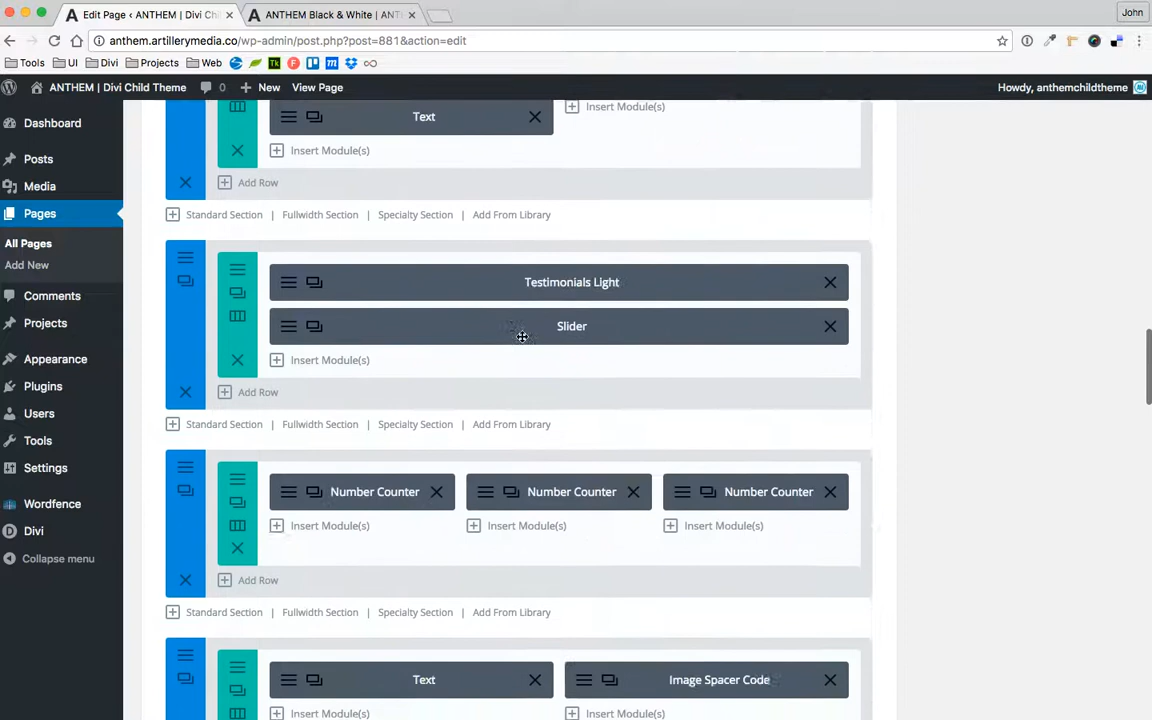 Edit Page ‹ ANTHEM | Divi Chi
ANTHEM Black & White | ANT
John
anthem.artillerymedia.co/wp-admin/post.php?post=881&action=edit
Tools UI Divi Projects Web
ANTHEM | Divi Child Theme 0 New View Page Howdy, anthemchildtheme
Dashboard
Posts
Media
Pages
All Pages
Add New
Comments
Projects
Appearance
Plugins
Users
Tools
Settings
Wordfence
Divi
Collapse menu
Insert Module(s)
Text
Insert Module(s)
Add Row
Standard Section | Fullwidth Section | Specialty Section | Add From Library
Testimonials Light
Slider
Insert Module(s)
Add Row
Standard Section | Fullwidth Section | Specialty Section | Add From Library
Number Counter Number Counter Number Counter
Insert Module(s) Insert Module(s) Insert Module(s)
Add Row
Standard Section | Fullwidth Section | Specialty Section | Add From Library
Text Image Spacer Code
Insert Module(s) Insert Module(s)